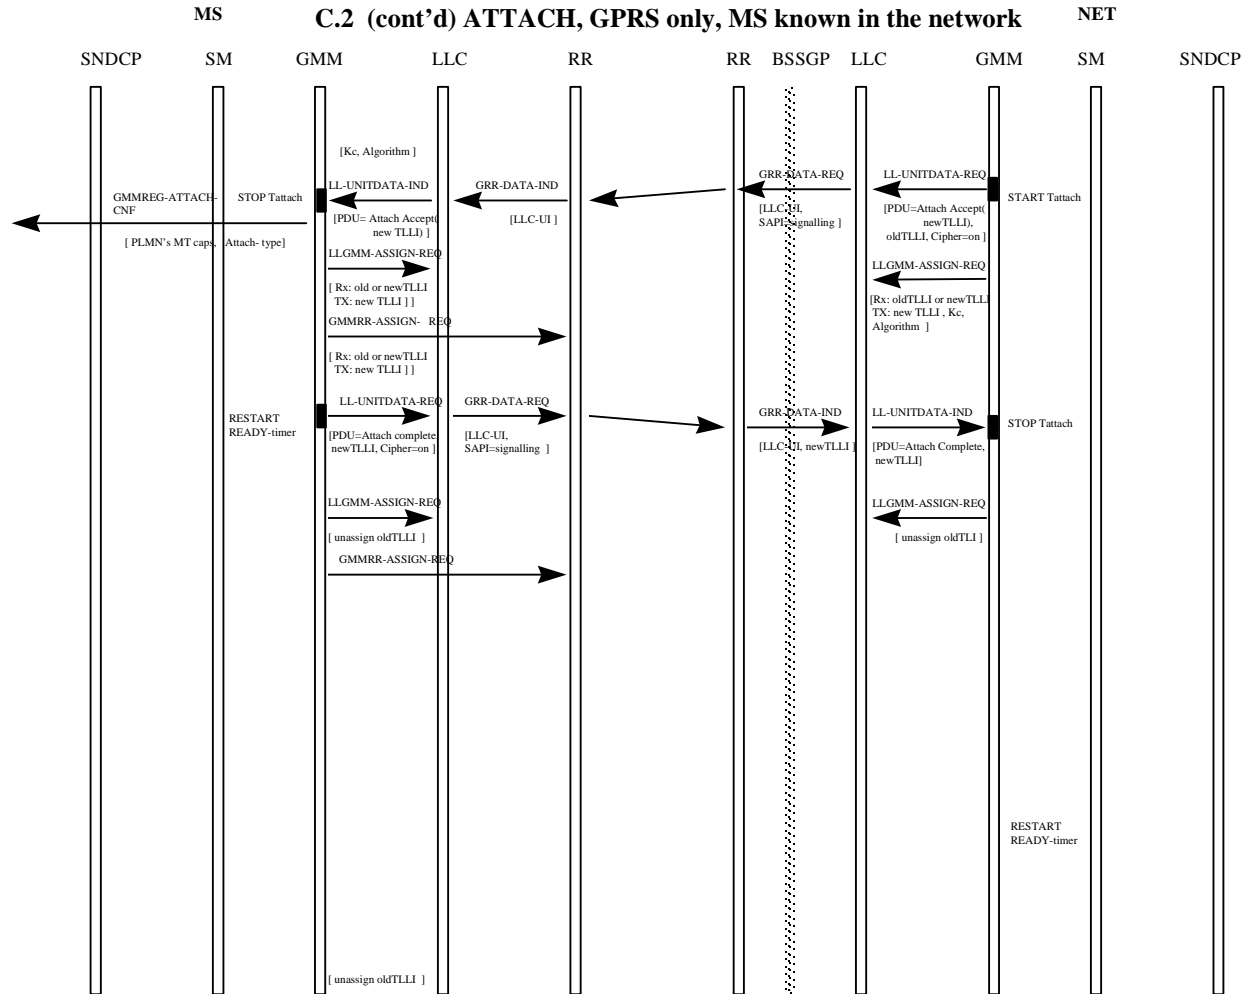 MS
C.2 (cont'd) ATTACH, GPRS only, MS known in the network
NET
SNDCP
SM
GMM
LLC
RR
RR
BSSGP
LLC
GMM
SM
SNDCP
[Kc, Algorithm ]
GMMREG-ATTACH-
CNF
STOP Tattach
LL-UNITDATA-IND
GRR-DATA-IND
GRR-DATA-REQ
LL-UNITDATA-REQ
START Tattach
[PDU= Attach Accept(
new TLLI) ]
[LLC-UI ]
[LLC-UI,
SAPI=signalling ]
[PDU=Attach Accept(
newTLLI),
oldTLLI, Cipher=on ]
[ PLMN's MT caps, Attach- type]
LLGMM-ASSIGN-REQ
LLGMM-ASSIGN-REQ
[ Rx: old or newTLLI
TX: new TLLI ] ]
[Rx: oldTLLI or newTLLI
TX: new TLLI , Kc,
Algorithm ]
GMMRR-ASSIGN- REQ
[ Rx: old or newTLLI
TX: new TLLI ] ]
RESTART
READY-timer
LL-UNITDATA-REQ
GRR-DATA-REQ
GRR-DATA-IND
LL-UNITDATA-IND
STOP Tattach
[PDU=Attach complete,
newTLLI, Cipher=on ]
[LLC-UI,
SAPI=signalling ]
[LLC-UI, newTLLI ]
[PDU=Attach Complete,
newTLLI]
LLGMM-ASSIGN-REQ
LLGMM-ASSIGN-REQ
[ unassign oldTLLI ]
[ unassign oldTLI ]
GMMRR-ASSIGN-REQ
RESTART
READY-timer
[ unassign oldTLLI ]